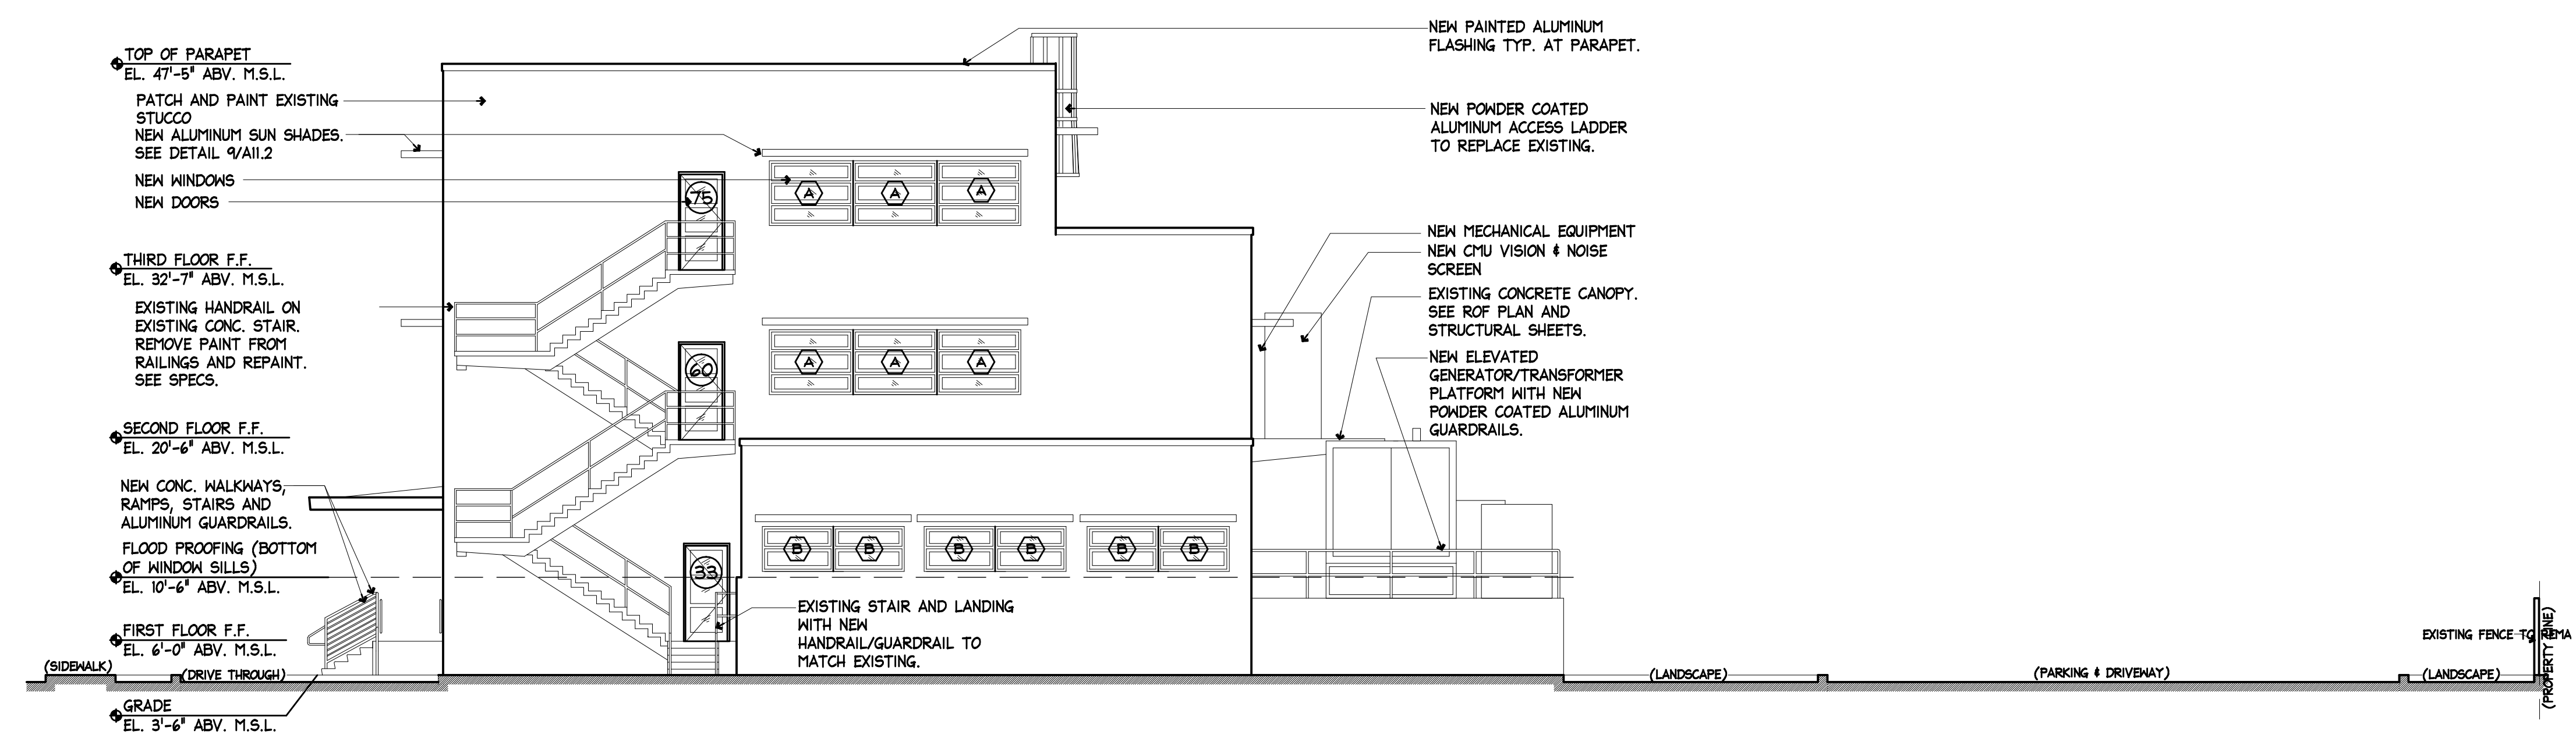 TOP OF PARAPET
EL. 47'-5" ABV. M.S.L.
PATCH AND PAINT EXISTING
STUCCO
NEW ALUMINUM SUN SHADES.
SEE DETAIL 9/A11.2
NEW WINDOWS
NEW DOORS
THIRD FLOOR F.F.
EL. 32'-7" ABV. M.S.L.
EXISTING HANDRAIL ON
EXISTING CONC. STAIR.
REMOVE PAINT FROM
RAILINGS AND REPAINT.
SEE SPECS.
SECOND FLOOR F.F.
EL. 20'-6" ABV. M.S.L.
NEW CONC. WALKWAYS,
RAMPS, STAIRS AND
ALUMINUM GUARDRAILS.
FLOOD PROOFING (BOTTOM
OF WINDOW SILLS)
EL. 10'-6" ABV. M.S.L.
FIRST FLOOR F.F.
EL. 6'-0" ABV. M.S.L.
(SIDEWALK)
(DRIVE THROUGH)
GRADE
EL. 3'-6" ABV. M.S.L.
75
A A A
60
A A A
33
B B B B B B
EXISTING STAIR AND LANDING
WITH NEW
HANDRAIL/GUARDRAIL TO
MATCH EXISTING.
NEW PAINTED ALUMINUM
FLASHING TYP. AT PARAPET.
NEW POWDER COATED
ALUMINUM ACCESS LADDER
TO REPLACE EXISTING.
NEW MECHANICAL EQUIPMENT
NEW CMU VISION & NOISE
SCREEN
EXISTING CONCRETE CANOPY.
SEE ROF PLAN AND
STRUCTURAL SHEETS.
NEW ELEVATED
GENERATOR/TRANSFORMER
PLATFORM WITH NEW
POWDER COATED ALUMINUM
GUARDRAILS.
(LANDSCAPE)
(PARKING & DRIVEWAY)
(LANDSCAPE)
EXISTING FENCE TO REMA
(PROPERTY LINE)